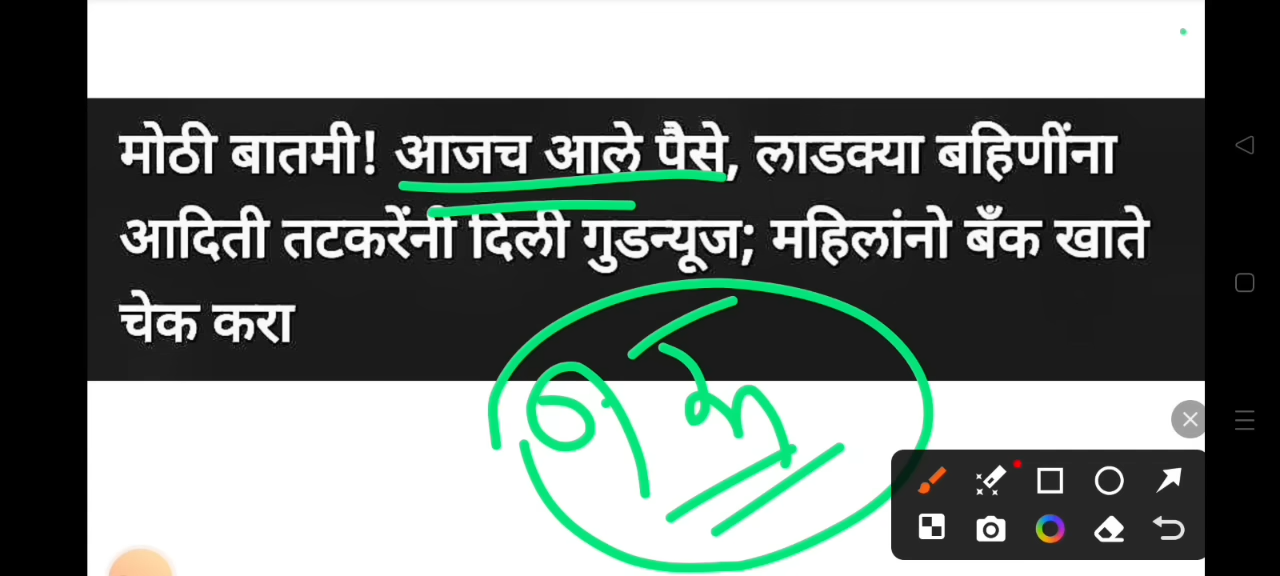 मोठी बातमी! आजच आले पैसे, लाडक्या बहिणींना
आदिती तटकरेंनी दिली गुडन्यूज; महिलांनो बँक खाते
चेक करा